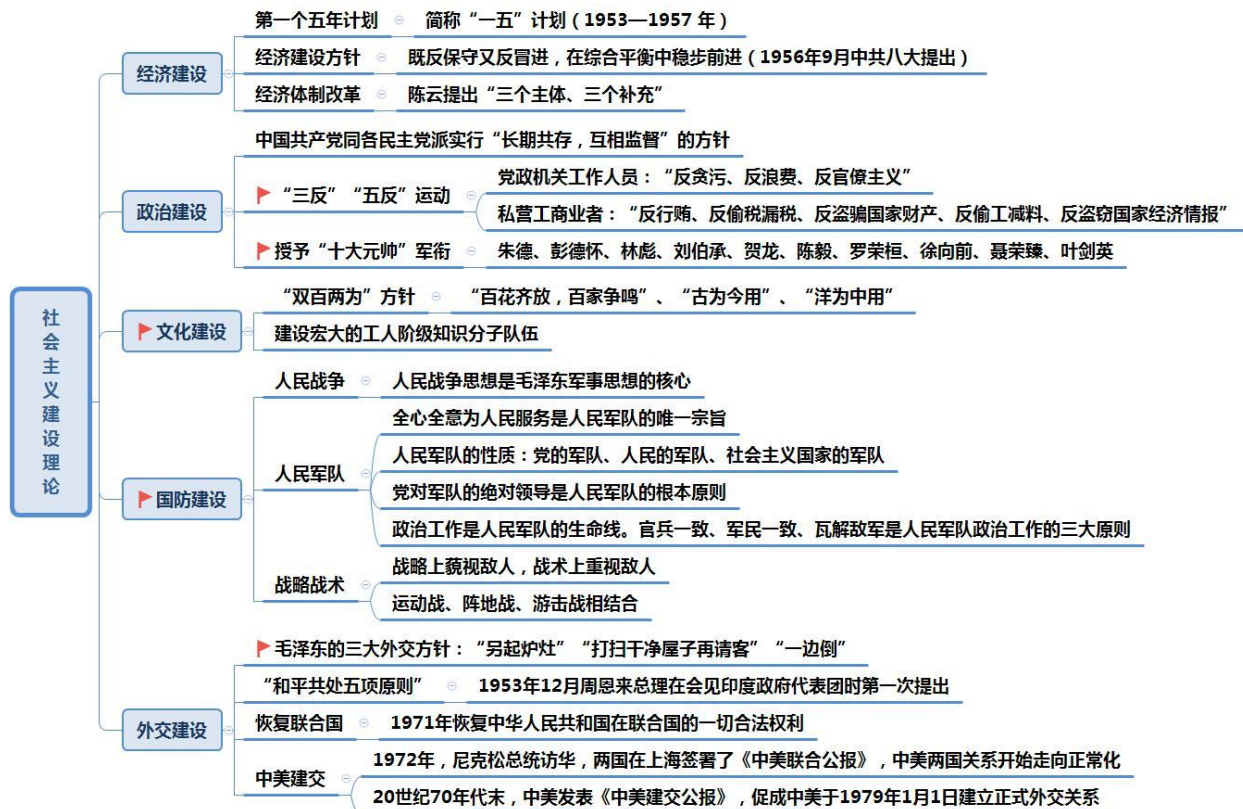 社会主义建设理论
经济建设
第一个五年计划
简称“一五”计划（1953—1957 年）
经济建设方针
既反保守又反冒进，在综合平衡中稳步前进（1956年9月中共八大提出）
经济体制改革
陈云提出“三个主体、三个补充”
政治建设
中国共产党同各民主党派实行“长期共存，互相监督”的方针
“三反”“五反”运动
党政机关工作人员：“反贪污、反浪费、反官僚主义”
私营工商业者：“反行贿、反偷税漏税、反盗骗国家财产、反偷工减料、反盗窃国家经济情报”
授予“十大元帅”军衔
朱德、彭德怀、林彪、刘伯承、贺龙、陈毅、罗荣桓、徐向前、聂荣臻、叶剑英
文化建设
“双百两为”方针
“百花齐放，百家争鸣”、“古为今用”、“洋为中用”
建设宏大的工人阶级知识分子队伍
国防建设
人民战争
人民战争思想是毛泽东军事思想的核心
人民军队
全心全意为人民服务是人民军队的唯一宗旨
人民军队的性质：党的军队、人民的军队、社会主义国家的军队
党对军队的绝对领导是人民军队的根本原则
政治工作是人民军队的生命线。官兵一致、军民一致、瓦解敌军是人民军队政治工作的三大原则
战略战术
战略上藐视敌人，战术上重视敌人
运动战、阵地战、游击战相结合
外交建设
毛泽东的三大外交方针：“另起炉灶”“打扫干净屋子再请客”“一边倒”
“和平共处五项原则”
1953年12月周恩来总理在会见印度政府代表团时第一次提出
恢复联合国
1971年恢复中华人民共和国在联合国的一切合法权利
中美建交
1972年，尼克松总统访华，两国在上海签署了《中美联合公报》，中美两国关系开始走向正常化
20世纪70年代末，中美发表《中美建交公报》，促成中美于1979年1月1日建立正式外交关系